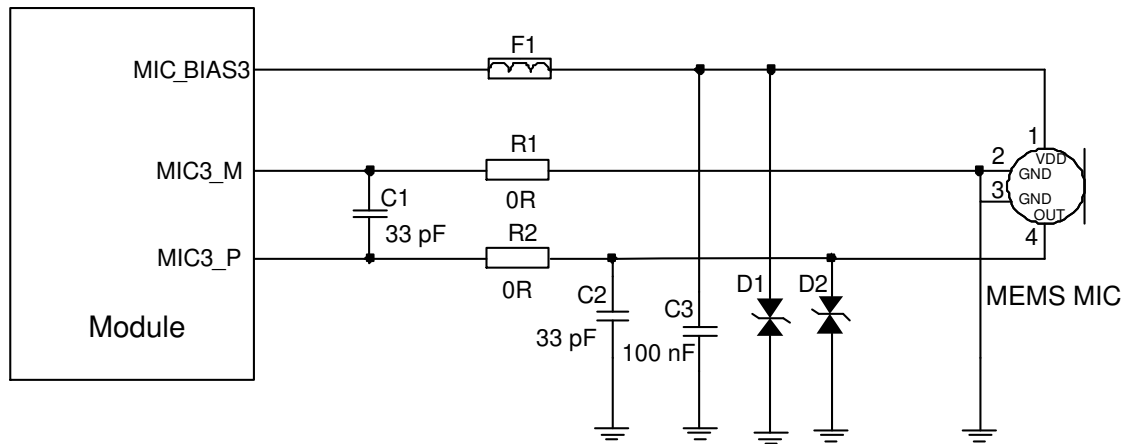 F1
MIC_BIAS3
R1
1
2
VDD
MIC3_M
GND
C1
0R
3
GND
33 pF
R2
OUT
MIC3_P
4
0R
C2
C3
D1
D2
MEMS MIC
Module
33 pF
100 nF